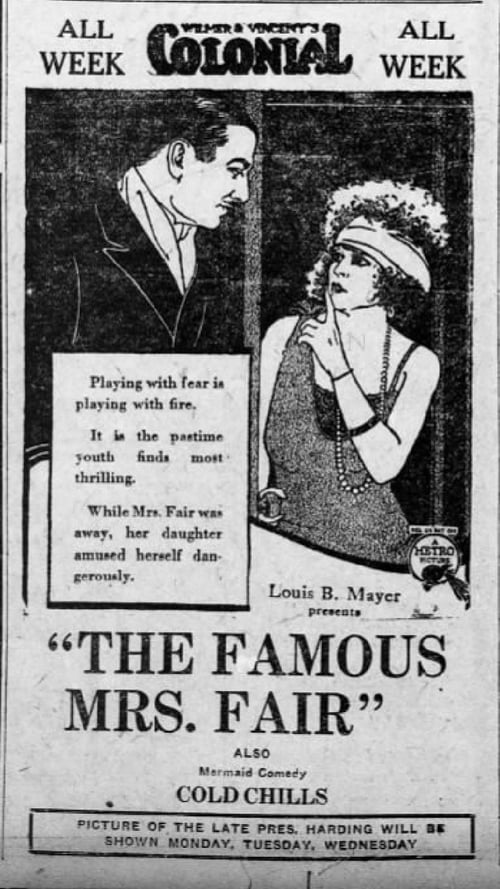 ALL WEEK
WILMER & VINCENT'S
COLONIAL
ALL WEEK
Playing with fear is
playing with fire.
It is the pastime
youth finds most
thrilling.
While Mrs. Fair was
away, her daughter
amused herself dan-
gerously.
A
METRO
PICTURE
Louis B. Mayer
presents
"THE FAMOUS
MRS. FAIR"
ALSO
Mermaid Comedy
COLD CHILLS
PICTURE OF THE LATE PRES. HARDING WILL BE
SHOWN MONDAY, TUESDAY, WEDNESDAY